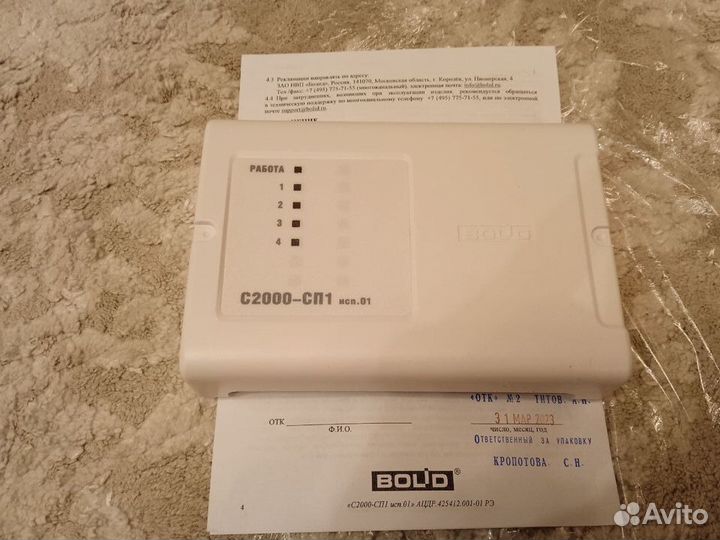 4.3 Рекламации направлять по адресу:
ЗАО НВП «Болид», Россия, 141070, Московская область, г. Королёв, ул. Пионерская, 4
Тел./факс: +7 (495) 775-71-55 (многоканальный), электронная почта: info@bolid.ru.
4.4 При затруднениях, возникших при эксплуатации изделия, рекомендуется обращаться
в техническую поддержку по многоканальному телефону +7 (495) 775-71-55, или по электронной
почте support@bolid.ru.
РАБОТА
1
2
3
4
BOLID
С2000-СП1 исп.01
«ОТК» №2 ТИТОВ. А.Н.
ОТК
Ф.И.О.
31 МАР 2023
число, месяц, год
ОТВЕТСТВЕННЫЙ ЗА УПАКОВКУ
КРОПОТОВА С.Н.
BOLID®
4
«С2000-СП1 исп.01» АЦДР.425412.001-01 РЭ
Avito